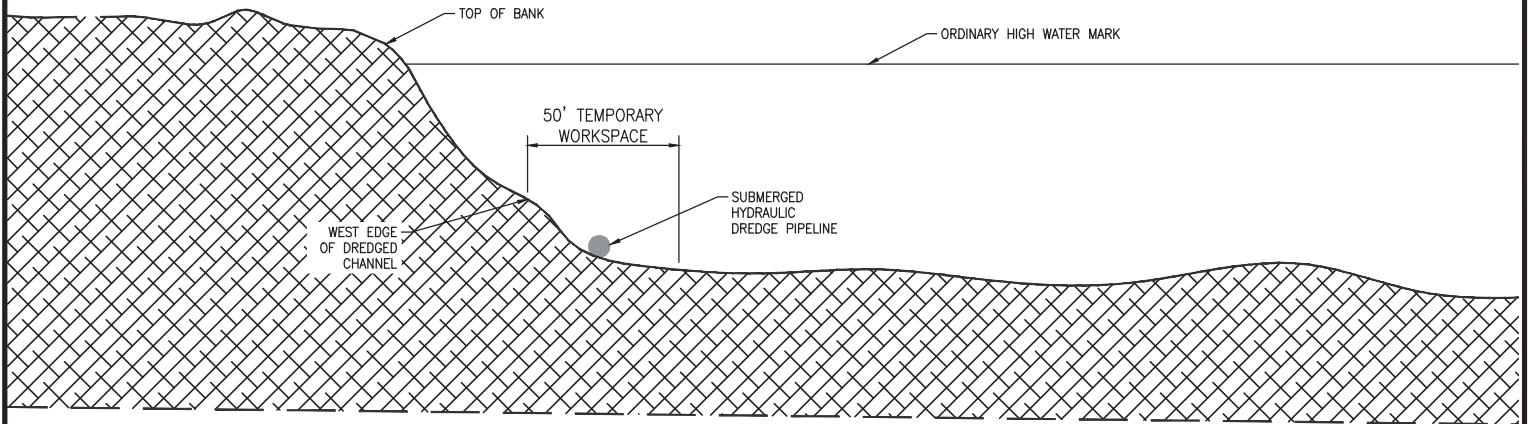 TOP OF BANK
ORDINARY HIGH WATER MARK
50' TEMPORARY
WORKSPACE
SUBMERGED
HYDRAULIC
DREDGE PIPELINE
WEST EDGE
OF DREDGED
CHANNEL